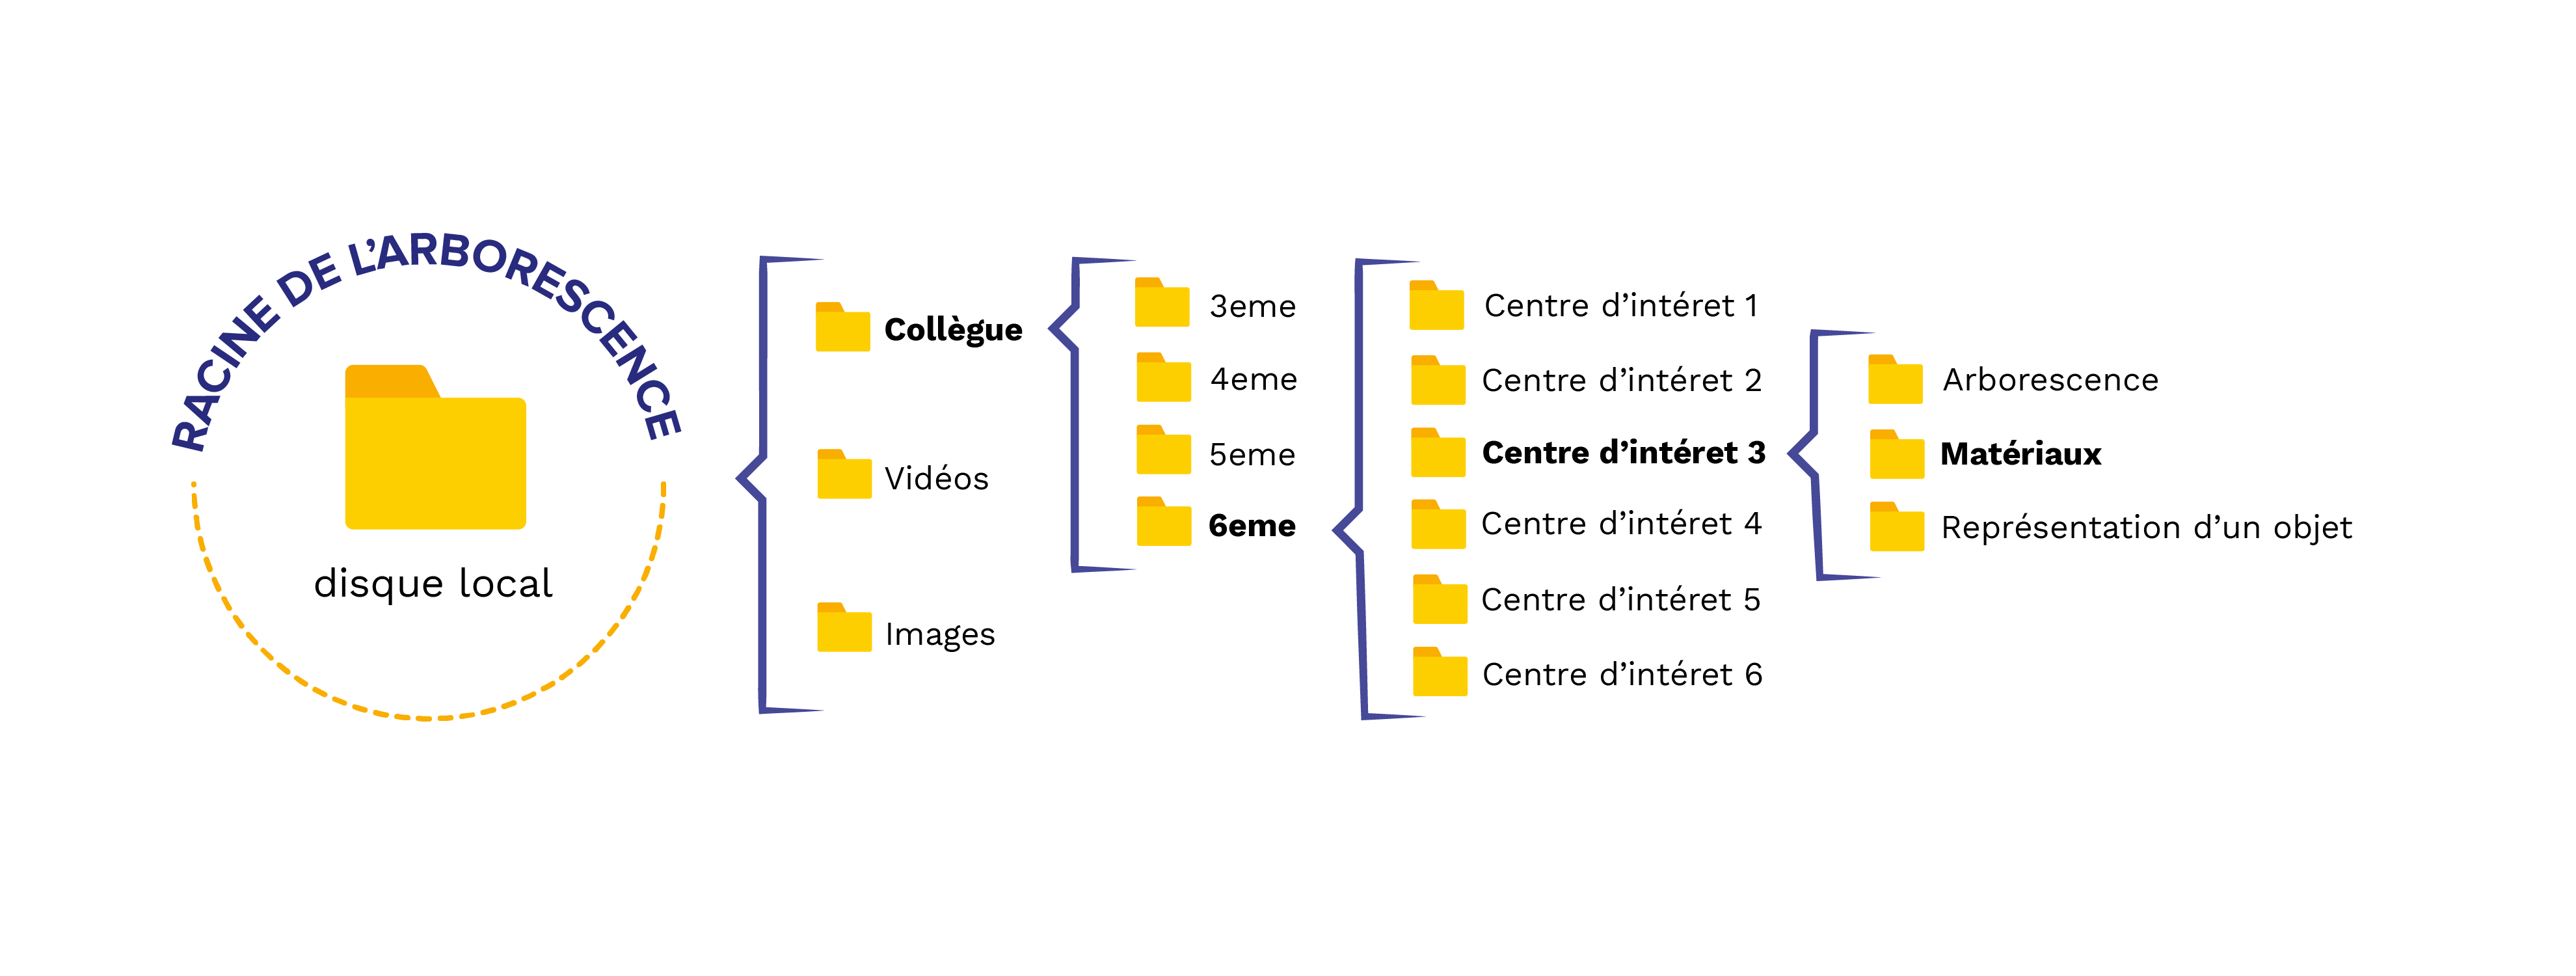 RACINE DE L’ARBORESCENCE
disque local
Collègue
Vidéos
Images
3eme
4eme
5eme
6eme
Centre d’intéret 1
Centre d’intéret 2
Centre d’intéret 3
Centre d’intéret 4
Centre d’intéret 5
Centre d’intéret 6
Arborescence
Matériaux
Représentation d’un objet